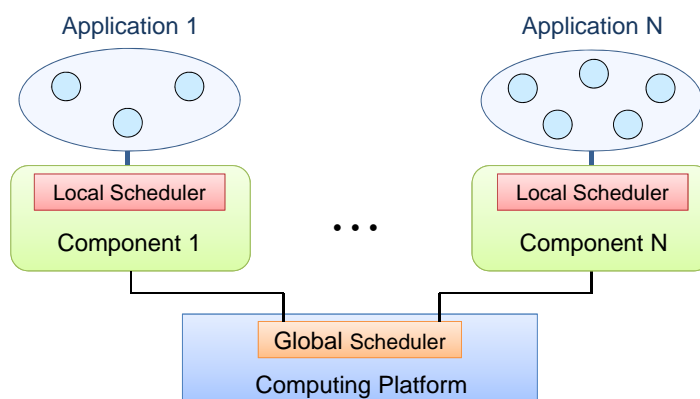 Application 1
Application N
Local Scheduler
Local Scheduler
Component 1
...
Component N
Global Scheduler
Computing Platform